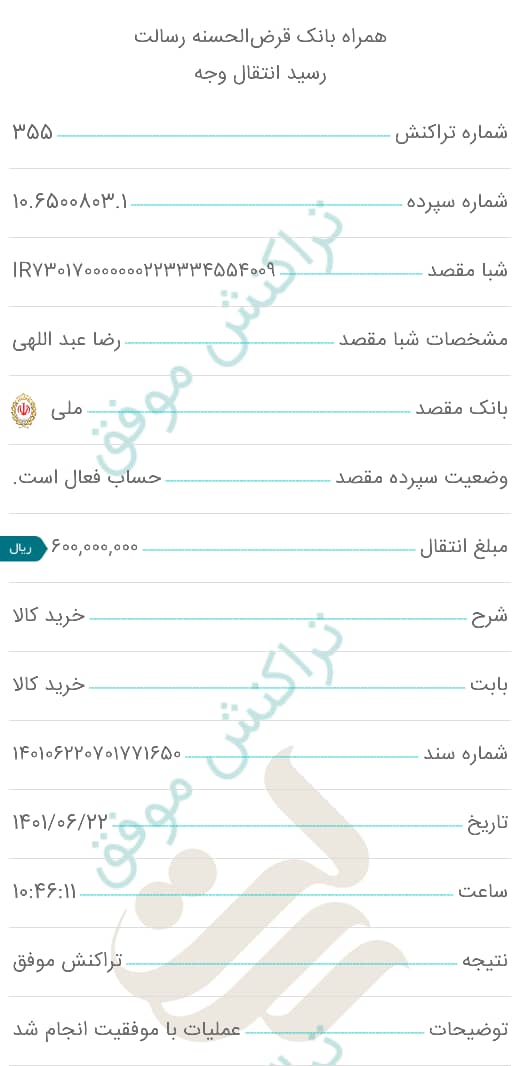 همراه بانک قرض‌الحسنه رسالت
رسید انتقال وجه
شماره تراکنش ۳۵۵
شماره سپرده ۱۰.۶۵۰۰۸۰۳.۱
شبا مقصد IR۷۳۰۱۷۰۰۰۰۰۰۰۲۲۳۳۳۴۵۵۴۰۰۹
مشخصات شبا مقصد رضا عبد اللهی
بانک مقصد ملی
وضعیت سپرده مقصد حساب فعال است.
مبلغ انتقال ۶۰۰,۰۰۰,۰۰۰ ریال
شرح خرید کالا
بابت خرید کالا
شماره سند ۱۴۰۱۰۶۲۲۰۷۰۱۷۷۱۶۵۰
تاریخ ۱۴۰۱/۰۶/۲۲
ساعت ۱۰:۴۶:۱۱
نتیجه تراکنش موفق
توضیحات عملیات با موفقیت انجام شد
تراکنش موفق
تراکنش موفق